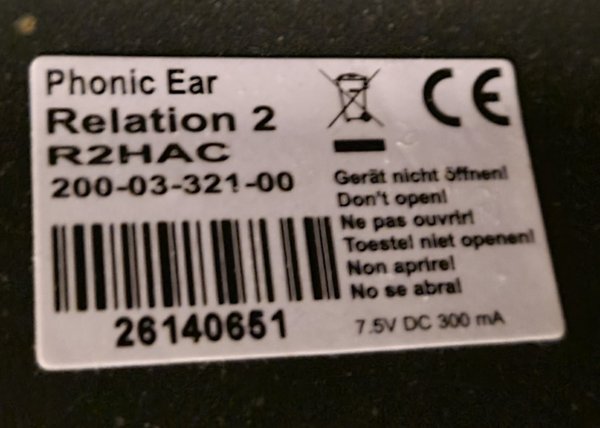 Phonic Ear
Relation 2
R2HAC
200-03-321-00
CE
Gerät nicht öffnen!
Don't open!
Ne pas ouvrir!
Toestel niet openen!
Non aprire!
No se abra!
26140651
7.5V DC 300 mA